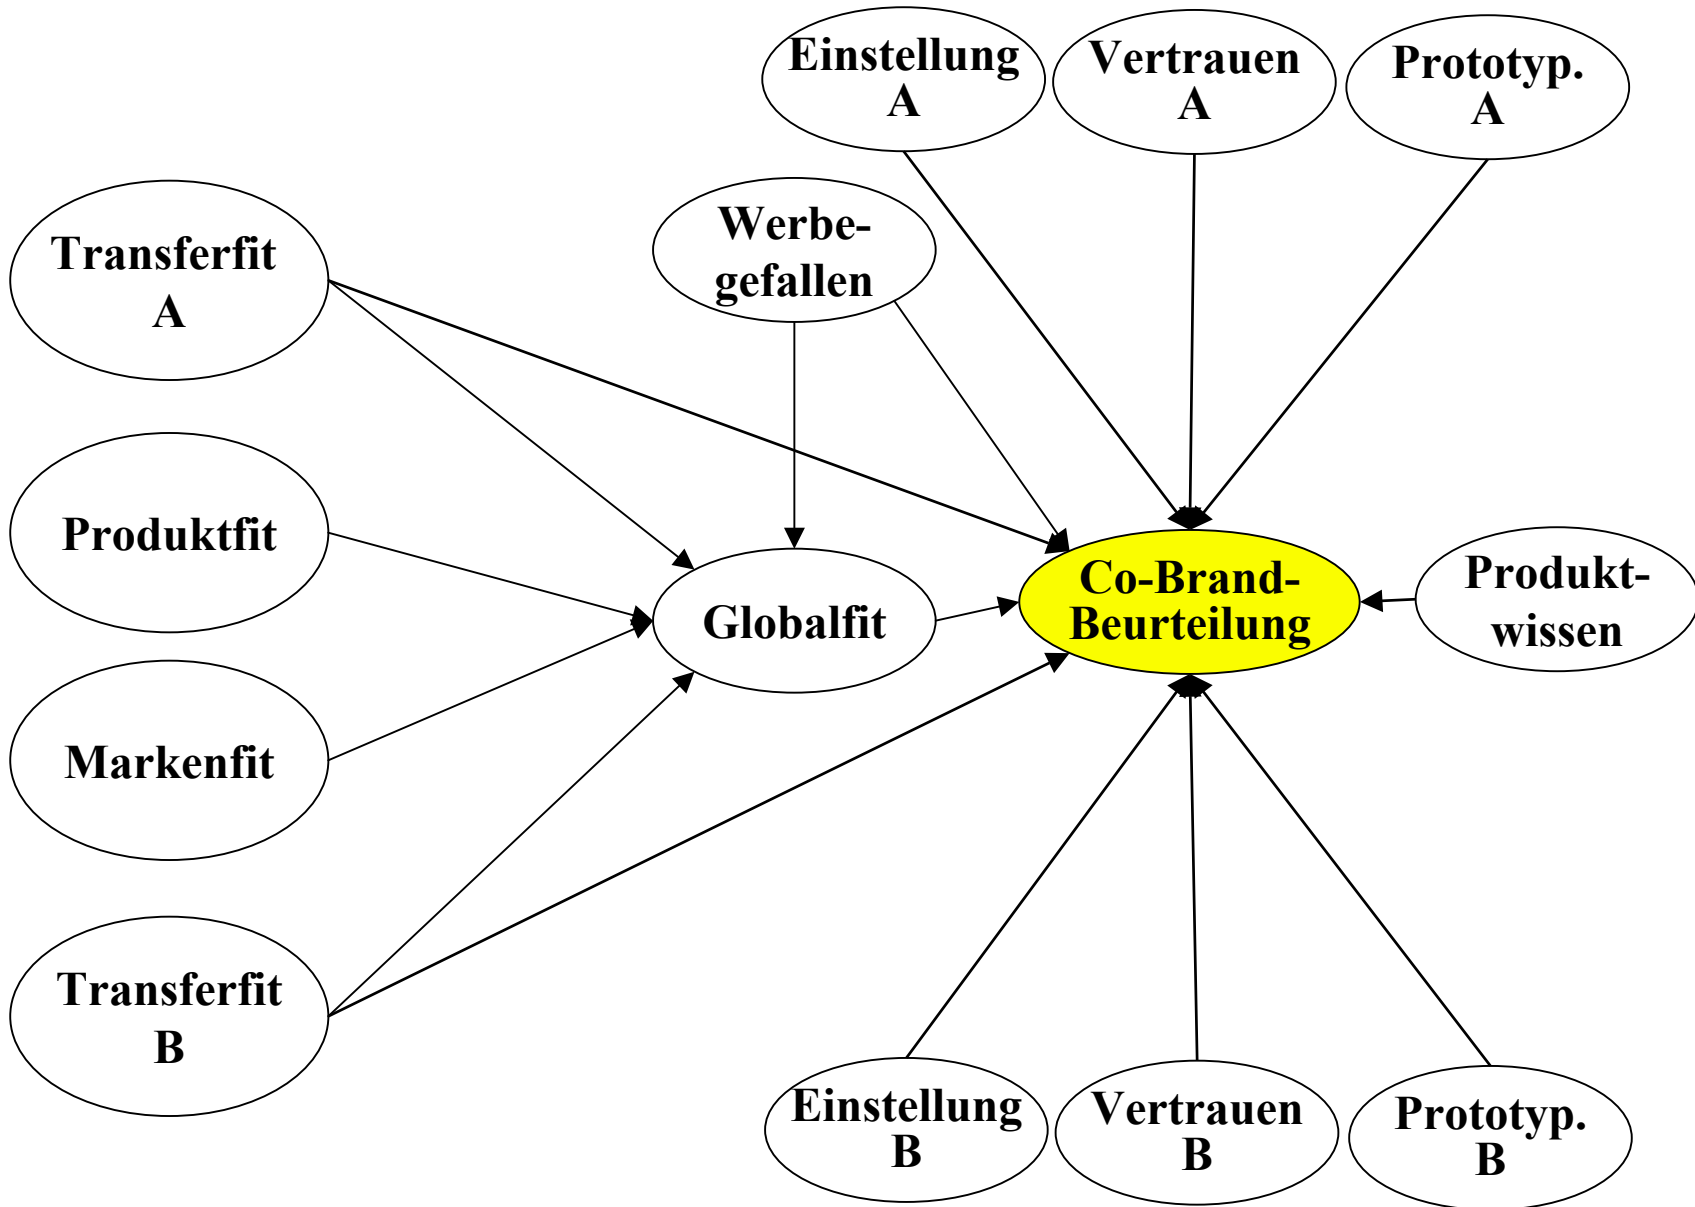 Einstellung
A
Vertrauen
A
Prototyp.
A
Werbe-
gefallen
Transferfit
A
Produktfit
Globalfit
Co-Brand-
Beurteilung
Produkt-
wissen
Markenfit
Transferfit
B
Einstellung
B
Vertrauen
B
Prototyp.
B